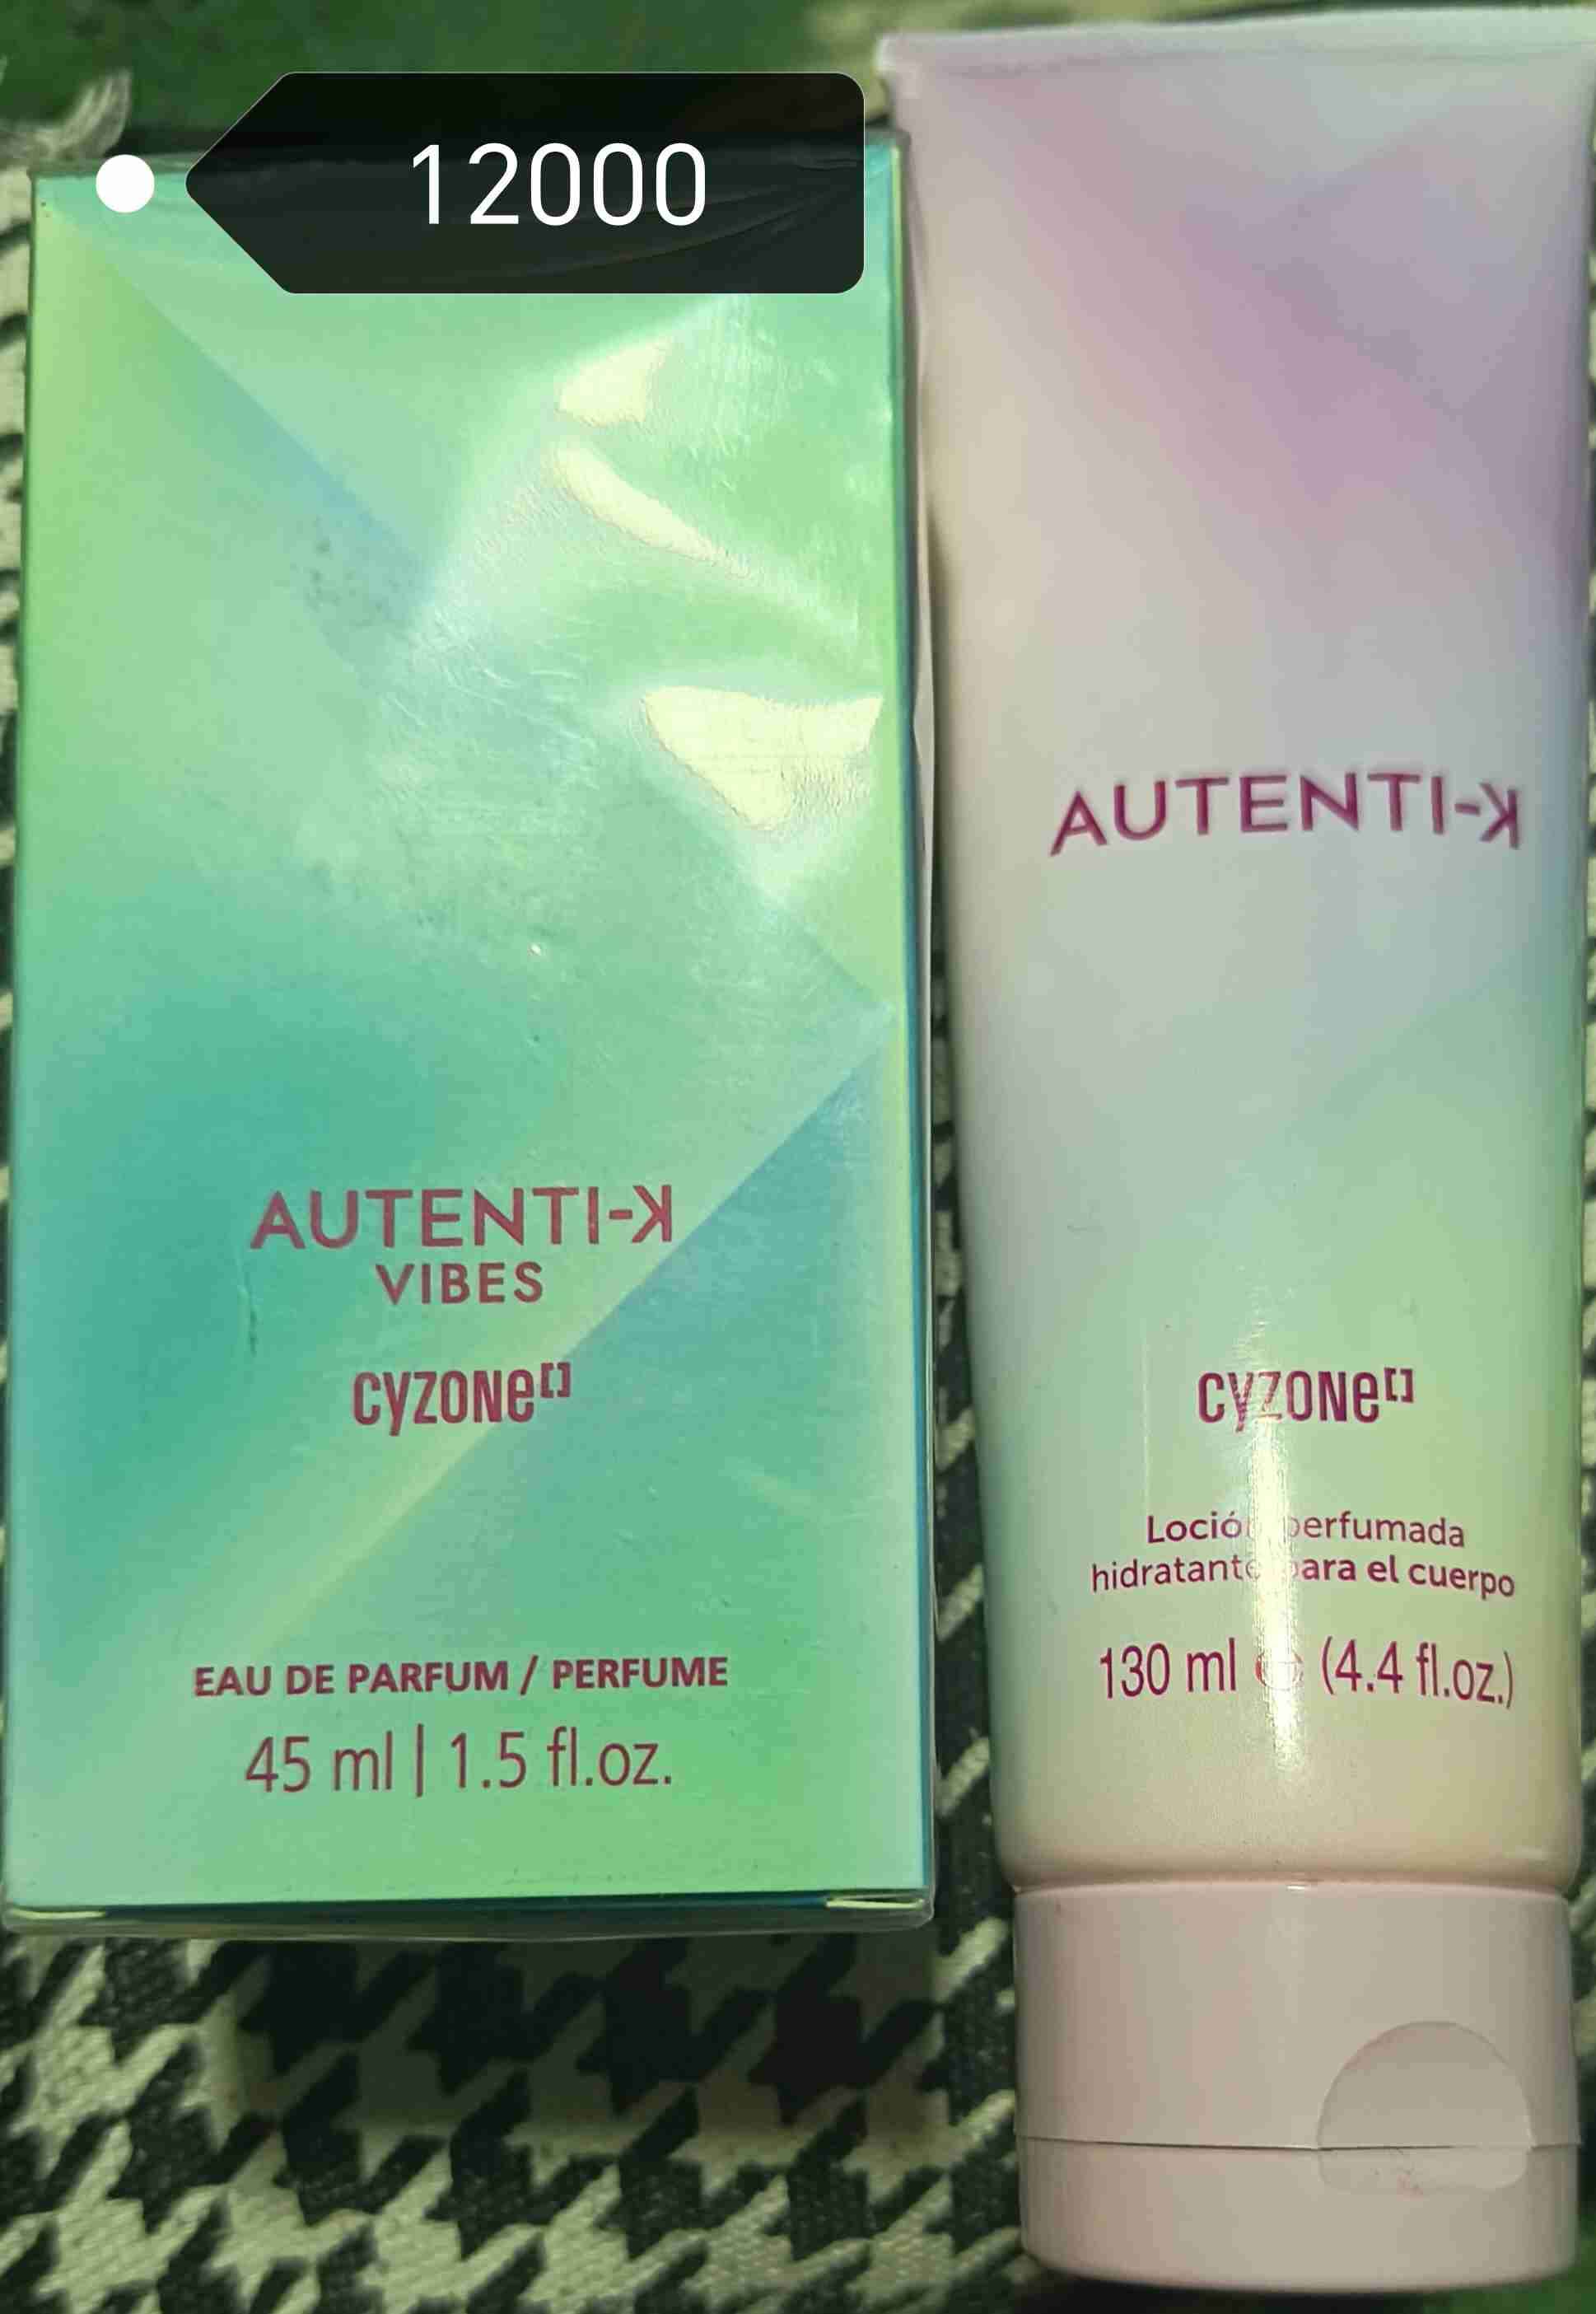 12000
AUTENTI-K
VIBES
cyzone[]
EAU DE PARFUM / PERFUME
45 ml | 1.5 fl.oz.
AUTENTI-K
cyzone[]
Loción perfumada
hidratante para el cuerpo
130 ml e (4.4 fl.oz.)